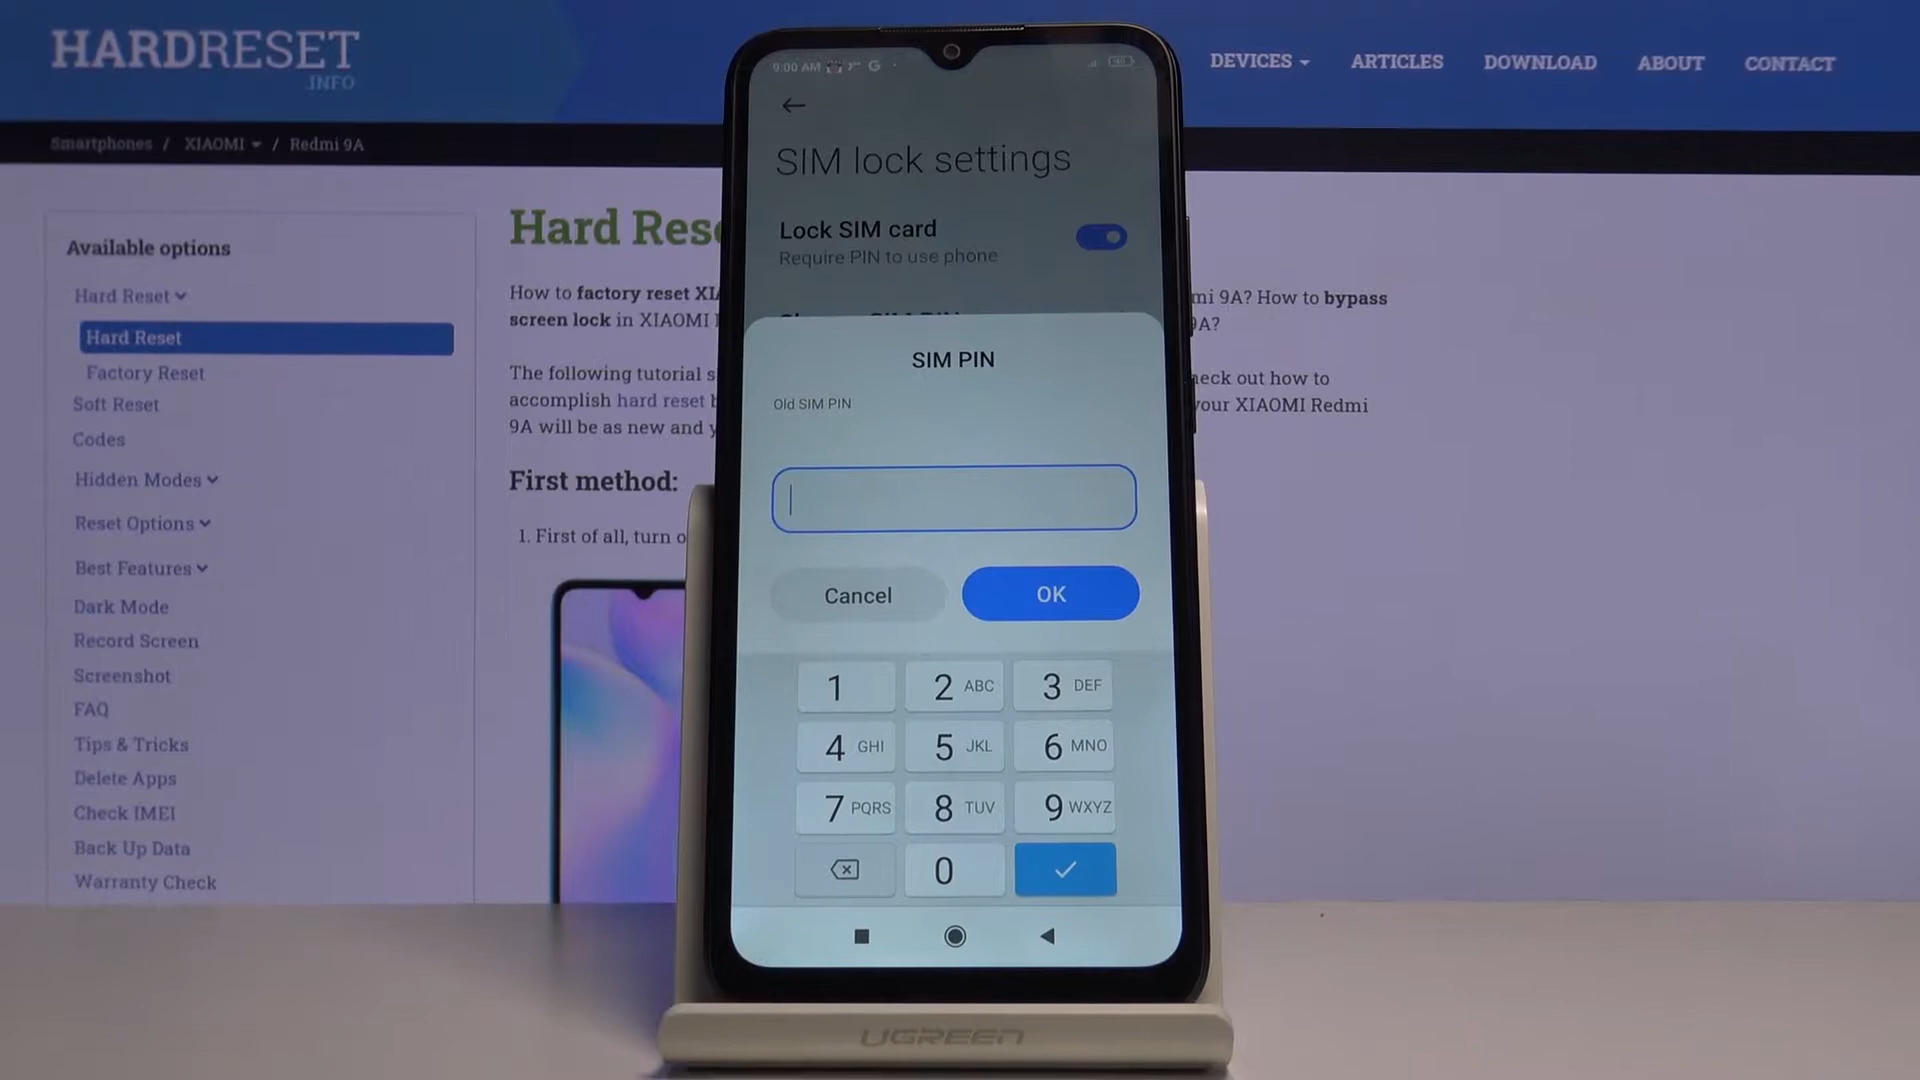 HARDRESET
.INFO
DEVICES
ARTICLES
DOWNLOAD
ABOUT
CONTACT
Smartphones / XIAOMI / Redmi 9A
Available options
Hard Reset
Hard Reset
Factory Reset
Soft Reset
Codes
Hidden Modes
Reset Options
Best Features
Dark Mode
Record Screen
Screenshot
FAQ
Tips & Tricks
Delete Apps
Check IMEI
Back Up Data
Warranty Check
Hard Res
How to factory reset XI
mi 9A? How to bypass
screen lock in XIAOMI
9A?
The following tutorial s
heck out how to
accomplish hard reset b
your XIAOMI Redmi
9A will be as new and y
First method:
1. First of all, turn o
9:00 AM
SIM lock settings
Lock SIM card
Require PIN to use phone
SIM PIN
Old SIM PIN
Cancel
OK
1
2 ABC
3 DEF
4 GHI
5 JKL
6 MNO
7 PQRS
8 TUV
9 WXYZ
0
UGREEN